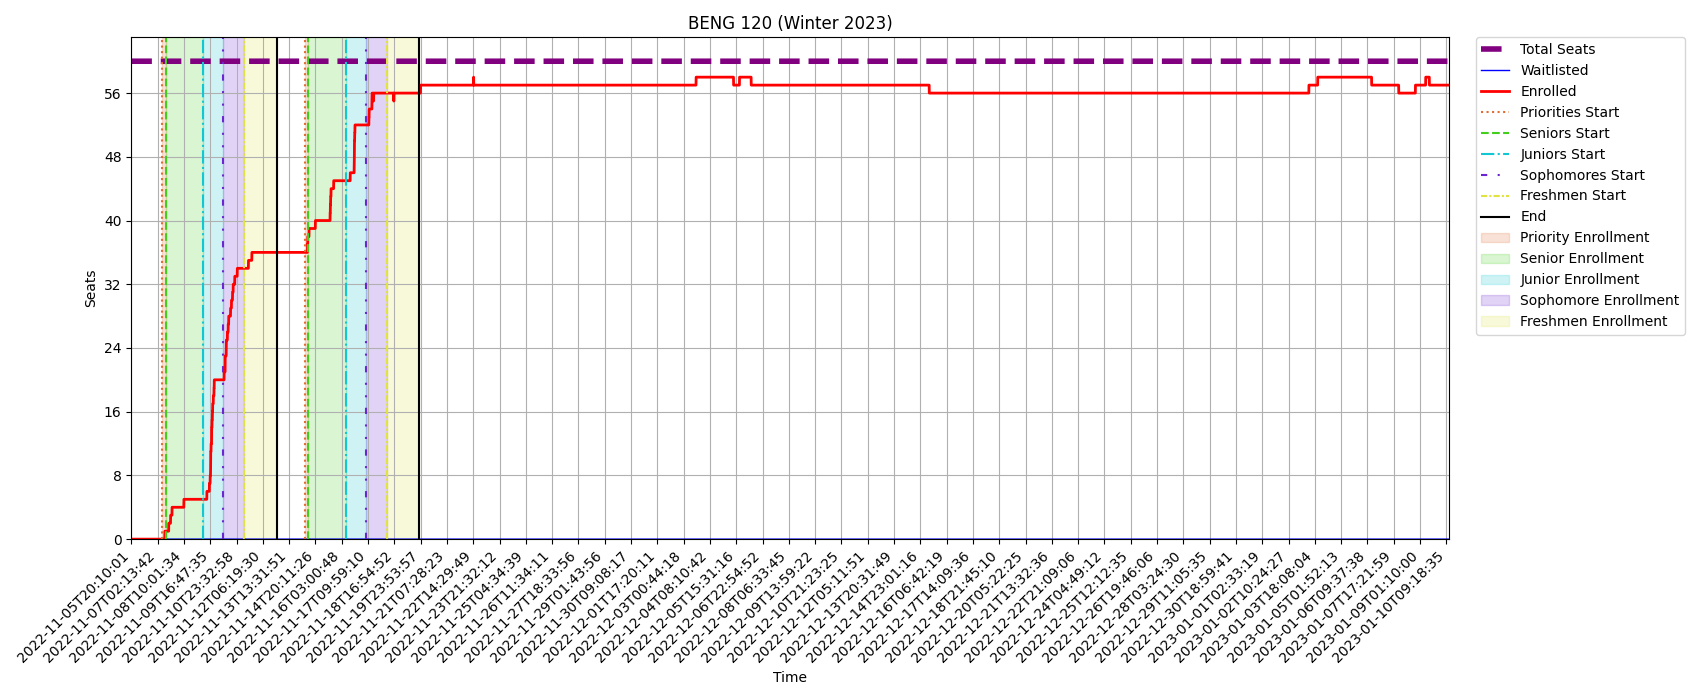 BENG 120 (Winter 2023)
Total Seats
Waitlisted
Enrolled
Priorities Start
Seniors Start
Juniors Start
Sophomores Start
Freshmen Start
End
Priority Enrollment
Senior Enrollment
Junior Enrollment
Sophomore Enrollment
Freshmen Enrollment
Seats
56
48
40
32
24
16
8
0
2022-11-05T20:10:01
2022-11-07T02:13:42
2022-11-08T10:01:34
2022-11-09T16:47:35
2022-11-10T23:32:58
2022-11-12T06:19:30
2022-11-13T13:31:51
2022-11-14T20:11:26
2022-11-16T03:00:48
2022-11-17T09:59:10
2022-11-18T16:54:52
2022-11-19T23:53:57
2022-11-21T07:28:23
2022-11-22T14:29:49
2022-11-23T21:32:12
2022-11-25T04:34:39
2022-11-26T11:34:11
2022-11-27T18:33:56
2022-11-29T01:43:56
2022-11-30T09:08:17
2022-12-01T17:20:11
2022-12-03T00:44:18
2022-12-04T08:10:42
2022-12-05T15:31:16
2022-12-06T22:54:52
2022-12-08T06:33:45
2022-12-09T13:59:22
2022-12-10T21:23:25
2022-12-12T05:11:51
2022-12-13T20:31:49
2022-12-14T23:01:16
2022-12-16T06:42:19
2022-12-17T14:09:36
2022-12-18T21:45:10
2022-12-20T05:22:25
2022-12-21T13:32:36
2022-12-22T21:09:06
2022-12-24T04:49:12
2022-12-25T12:12:35
2022-12-26T19:46:06
2022-12-28T03:24:30
2022-12-29T11:05:35
2022-12-30T18:59:41
2023-01-01T02:33:19
2023-01-02T10:24:27
2023-01-03T18:08:04
2023-01-05T01:52:13
2023-01-06T09:37:38
2023-01-07T17:21:59
2023-01-09T01:10:00
2023-01-10T09:18:35
Time